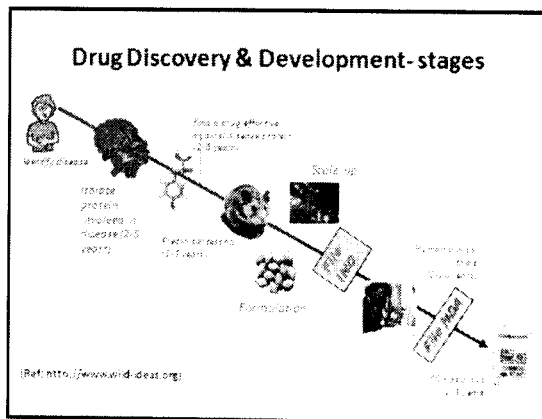 Drug Discovery & Development- stages
Identify disease
Find a drug effective
against disease protein
(2-5 years)
Isolate
protein
involved in
disease (2-5
years)
Scale up
Preclinical testing
(1-3 years)
Formulation
File
IND
Human clinical
File NDA
(Ref: http://www.wild-ideas.org)